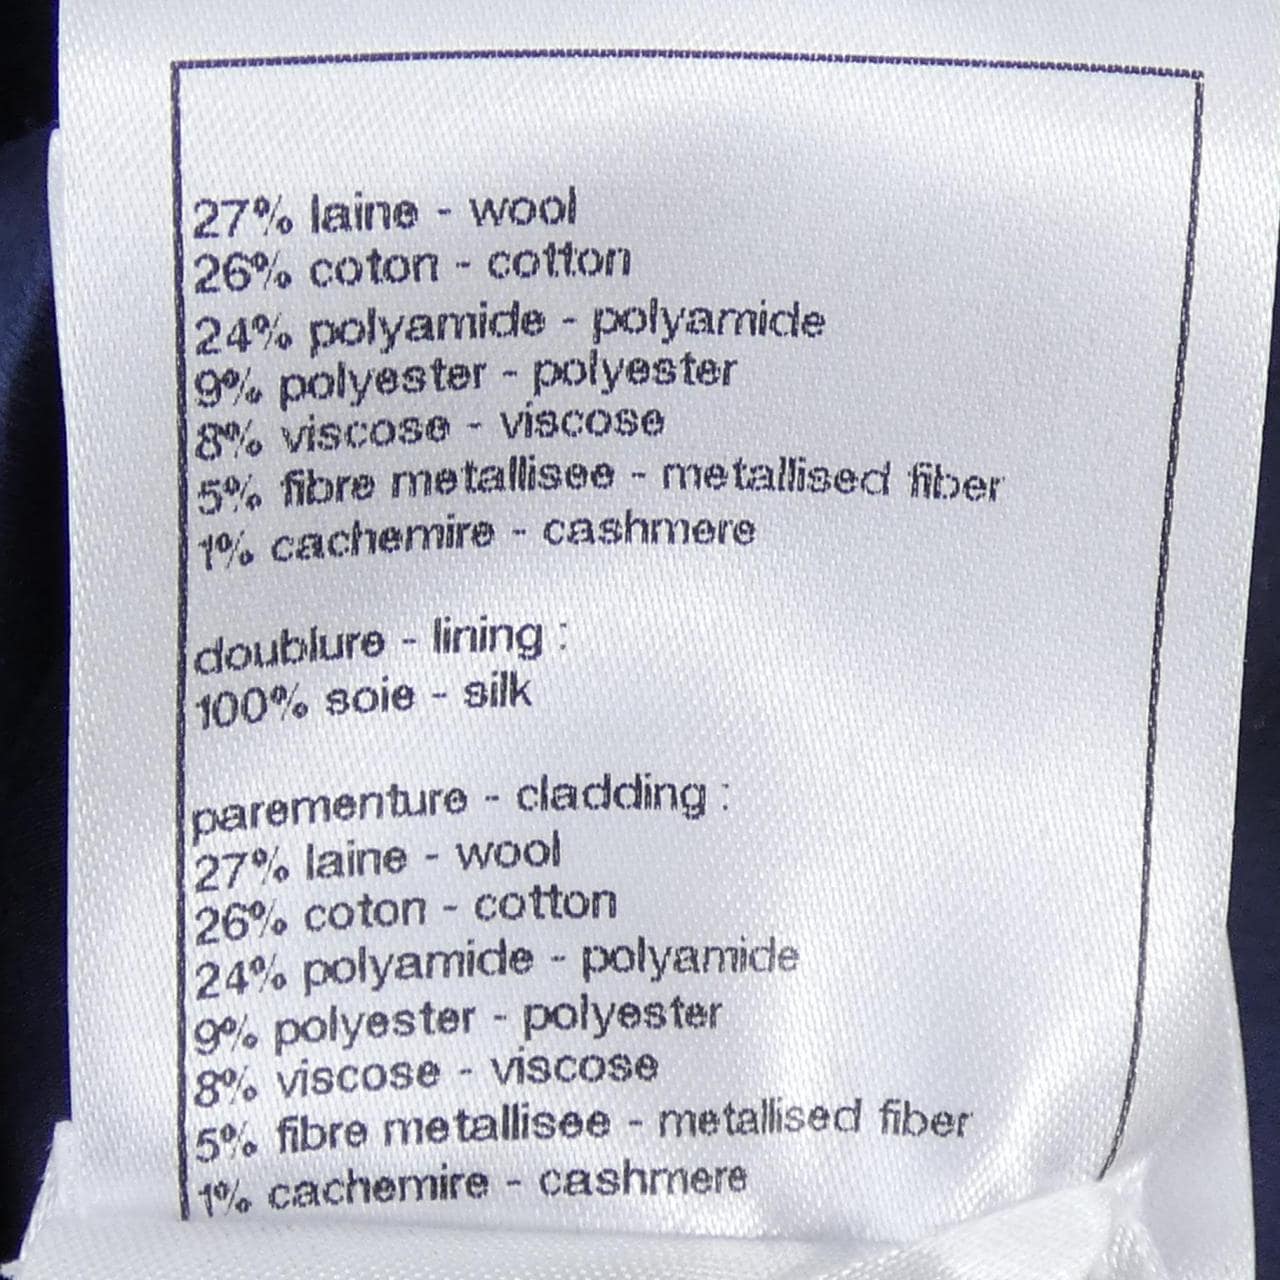 27% laine - wool
26% coton - cotton
24% polyamide - polyamide
9% polyester - polyester
8% viscose - viscose
5% fibre metallisee - metallised fiber
1% cachemire - cashmere
doublure - lining :
100% soie - silk
parementure - cladding :
27% laine - wool
26% coton - cotton
24% polyamide - polyamide
9% polyester - polyester
8% viscose - viscose
5% fibre metallisee - metallised fiber
1% cachemire - cashmere